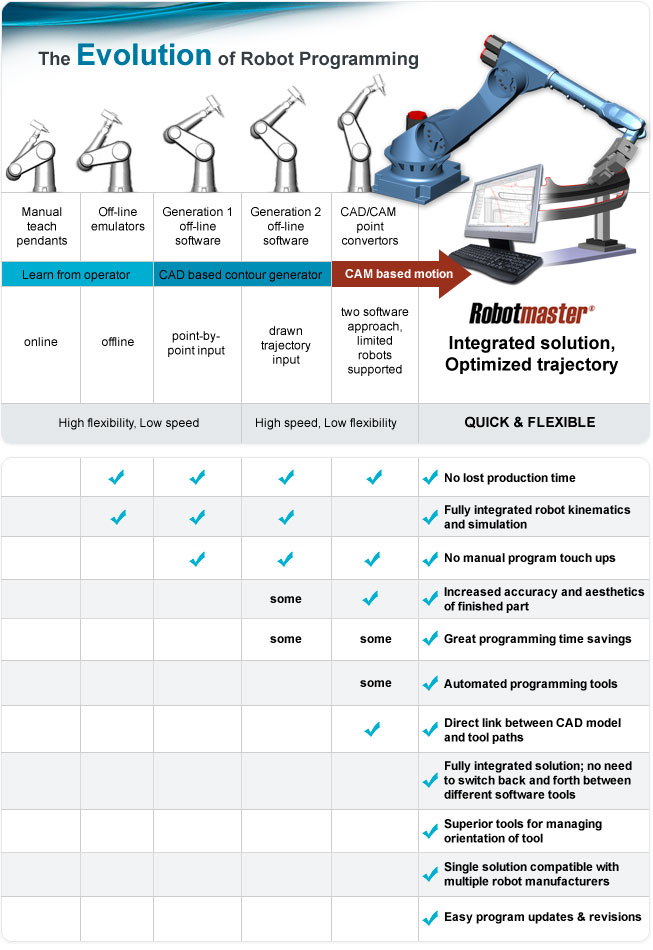 The Evolution of Robot Programming
Manual
teach
pendants
Off-line
emulators
Generation 1
off-line
software
Generation 2
off-line
software
CAD/CAM
point
convertors
Learn from operator
CAD based contour generator
CAM based motion
Robotmaster®
Integrated solution,
Optimized trajectory
online
offline
point-by-
point input
drawn
trajectory
input
two software
approach,
limited
robots
supported
High flexibility, Low speed
High speed, Low flexibility
QUICK & FLEXIBLE
No lost production time
Fully integrated robot kinematics
and simulation
No manual program touch ups
some
Increased accuracy and aesthetics
of finished part
some
some
Great programming time savings
some
Automated programming tools
Direct link between CAD model
and tool paths
Fully integrated solution; no need
to switch back and forth between
different software tools
Superior tools for managing
orientation of tool
Single solution compatible with
multiple robot manufacturers
Easy program updates & revisions